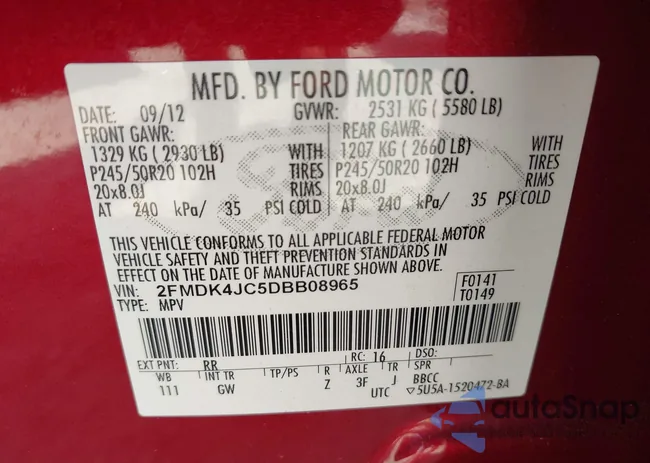 MFD. BY FORD MOTOR CO.
DATE: 09/12 GVWR: 2531 KG (5580 LB)
FRONT GAWR: REAR GAWR:
1329 KG (2930 LB) WITH 1207 KG (2660 LB) WITH
P245/50R20 102H TIRES P245/50R20 102H TIRES
20x8.0J RIMS 20x8.0J RIMS
AT 240 kPa/ 35 PSI COLD AT 240 kPa/ 35 PSI COLD
THIS VEHICLE CONFORMS TO ALL APPLICABLE FEDERAL MOTOR
VEHICLE SAFETY AND THEFT PREVENTION STANDARDS IN
EFFECT ON THE DATE OF MANUFACTURE SHOWN ABOVE.
VIN: 2FMDK4JC5DBB08965 F0141
TYPE: MPV T0149
EXT PNT: RR RC: 16 DSO:
WB INT TR TP/PS R AXLE TR SPR
111 GW Z 3F J BBCC
UTC ▽5U5A-1520472-BA
autoSnap